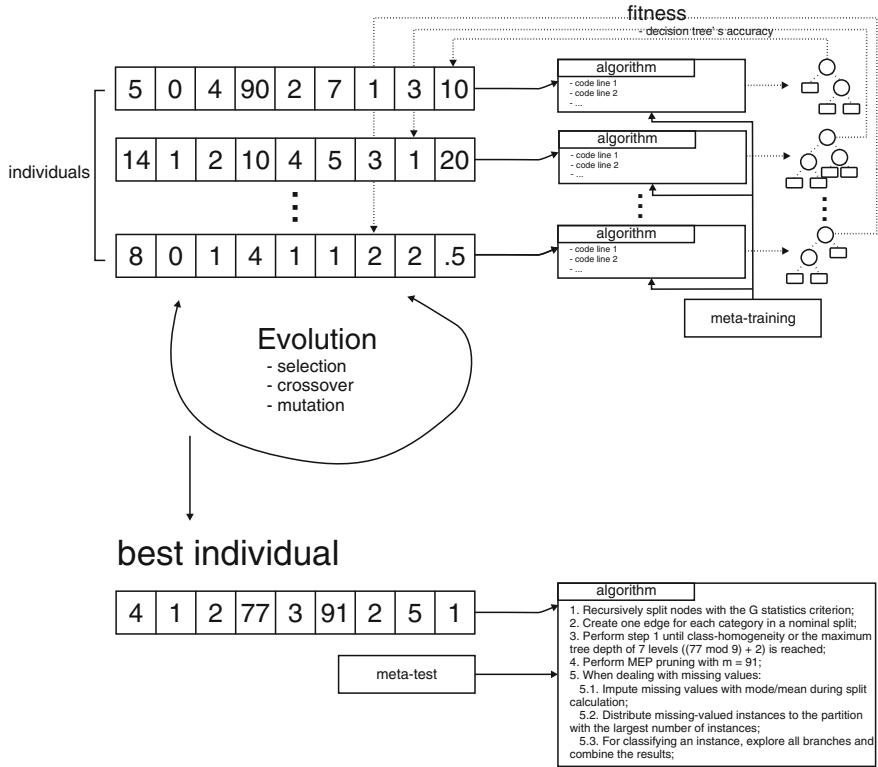 fitness
- decision tree's accuracy
individuals
5 0 4 90 2 7 1 3 10
algorithm
- code line 1
- code line 2
- ...
14 1 2 10 4 5 3 1 20
algorithm
- code line 1
- code line 2
- ...
8 0 1 4 1 1 2 2 .5
algorithm
- code line 1
- code line 2
- ...
meta-training
Evolution
- selection
- crossover
- mutation
best individual
4 1 2 77 3 91 2 5 1
meta-test
algorithm
1. Recursively split nodes with the G statistics criterion;
2. Create one edge for each category in a nominal split;
3. Perform step 1 until class-homogeneity or the maximum
tree depth of 7 levels ((77 mod 9) + 2) is reached;
4. Perform MEP pruning with m = 91;
5. When dealing with missing values:
5.1. Impute missing values with mode/mean during split
calculation;
5.2. Distribute missing-valued instances to the partition
with the largest number of instances;
5.3. For classifying an instance, explore all branches and
combine the results;